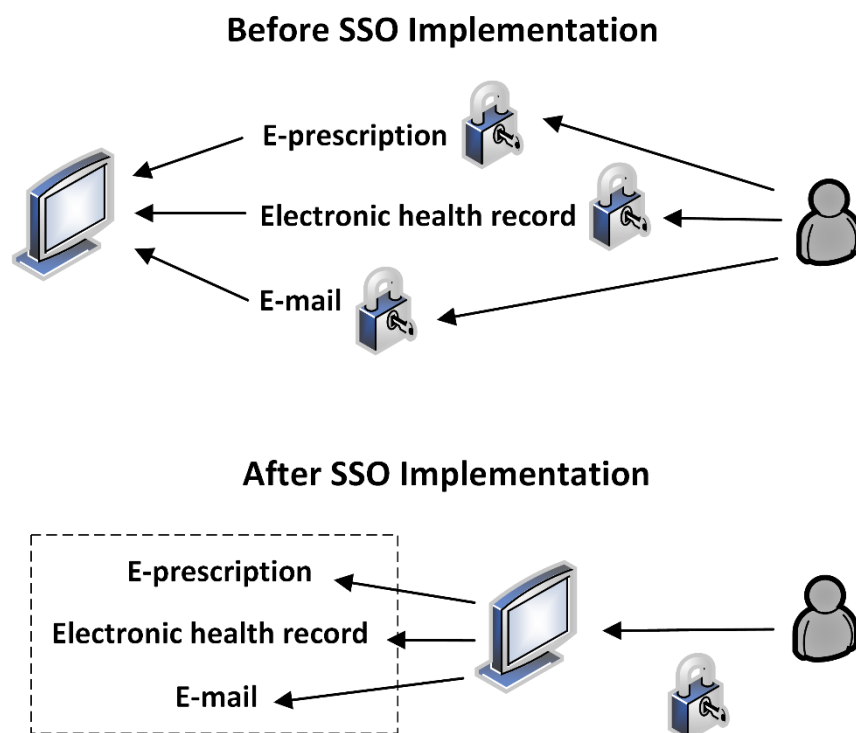 Before SSO Implementation
E-prescription
Electronic health record
E-mail
After SSO Implementation
E-prescription
Electronic health record
E-mail